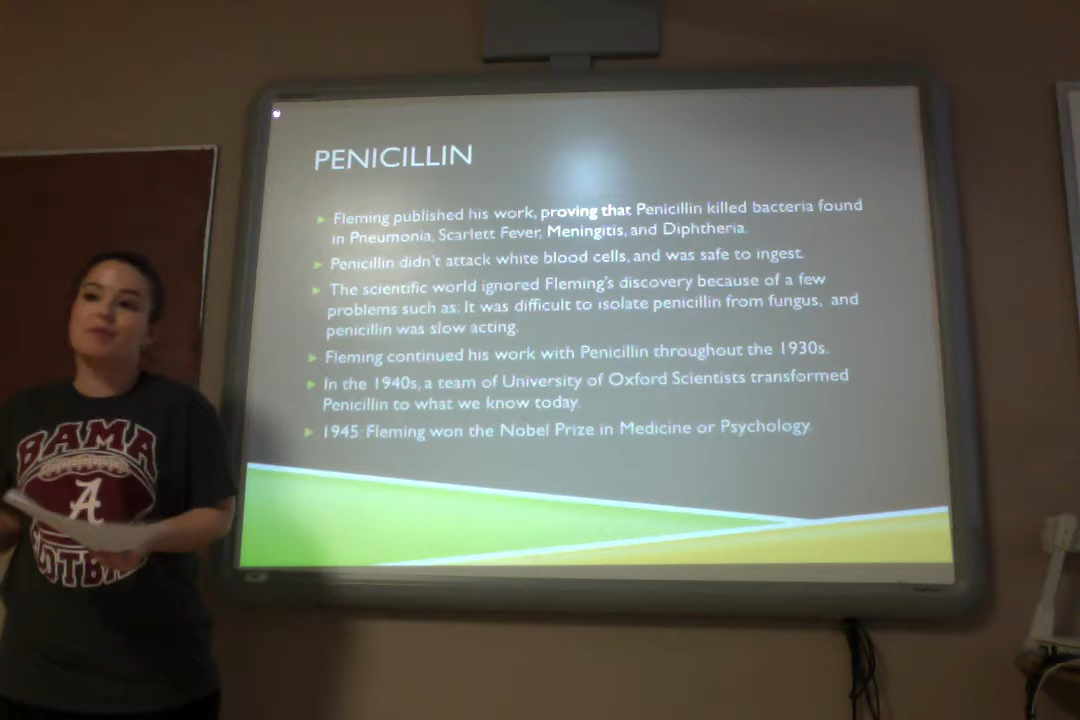 PENICILLIN
Fleming published his work, proving that Penicillin killed bacteria found
in Pneumonia, Scarlett Fever, Meningitis, and Diphtheria.
Penicillin didn't attack white blood cells, and was safe to ingest.
The scientific world ignored Fleming's discovery because of a few
problems such as: It was difficult to isolate penicillin from fungus, and
penicillin was slow acting.
Fleming continued his work with Penicillin throughout the 1930s.
In the 1940s, a team of University of Oxford Scientists transformed
Penicillin to what we know today.
1945: Fleming won the Nobel Prize in Medicine or Psychology
BAMA
A